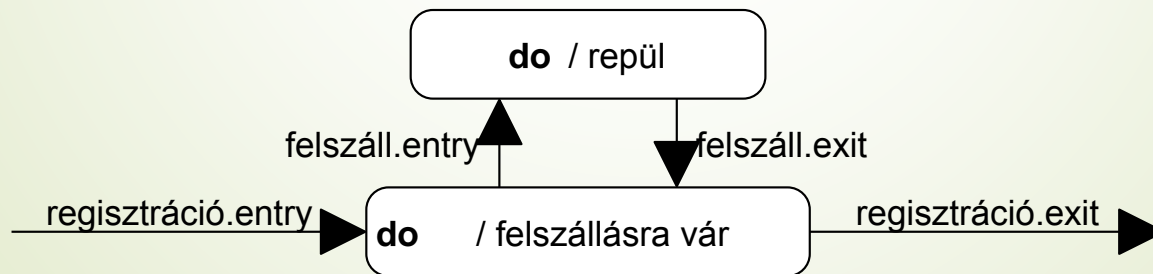 do / repül
felszáll.entry felszáll.exit
regisztráció.entry regisztráció.exit
do / felszállásra vár